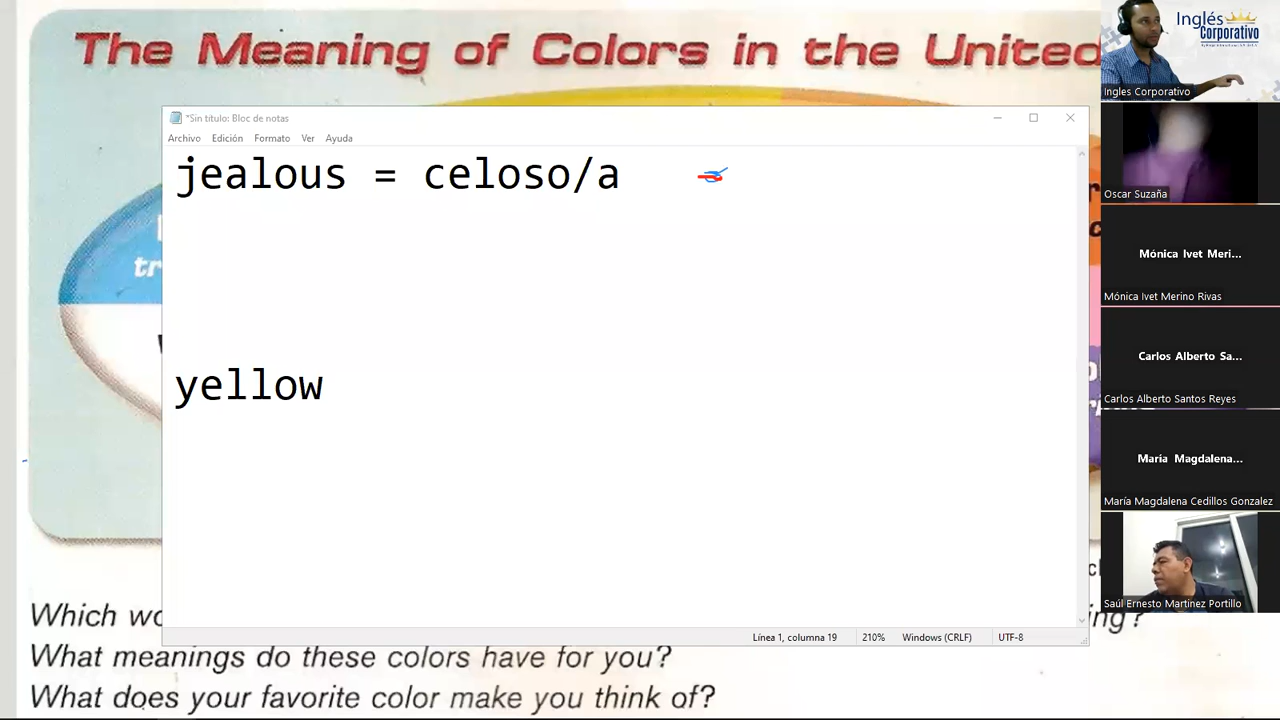 The Meaning of Colors in the United
*Sin título: Bloc de notas
Archivo Edición Formato Ver Ayuda
jealous = celoso/a
yellow
Línea 1, columna 19 210% Windows (CRLF) UTF-8
tr
Which wo
ing?
What meanings do these colors have for you?
What does your favorite color make you think of?
Inglés
Corporativo
Ingles Corporativo
Oscar Suzaña
Mónica Ivet Meri...
Mónica Ivet Merino Rivas
Carlos Alberto Sa...
Carlos Alberto Santos Reyes
Maria Magdalena...
María Magdalena Cedillos Gonzalez
Saúl Ernesto Martinez Portillo